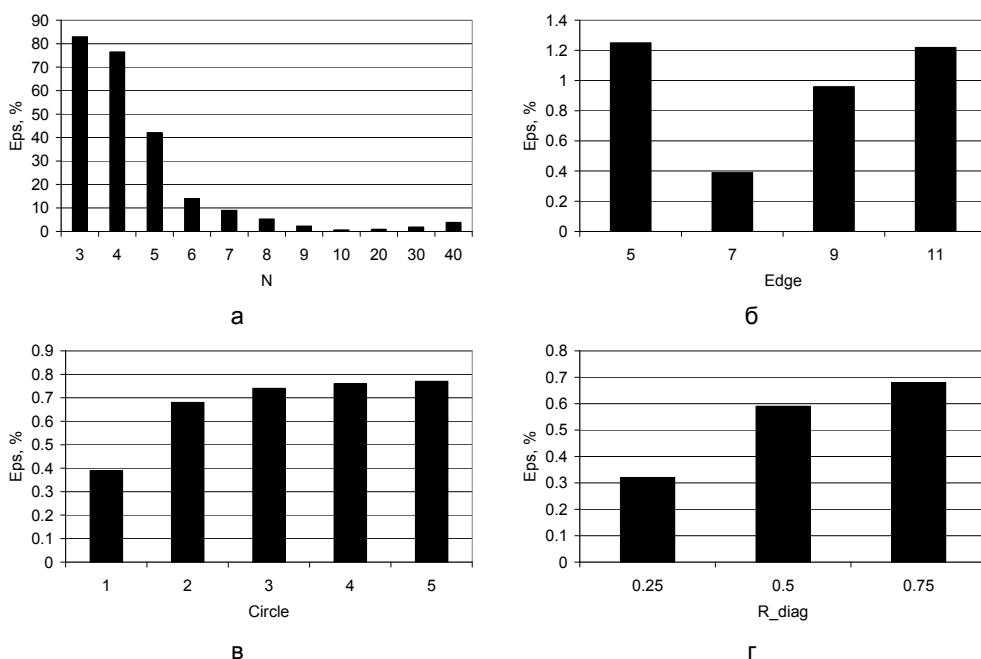 90
80
70
60
50
40
30
20
10
0
Eps, %
3 4 5 6 7 8 9 10 20 30 40
N
а
1.4
1.2
1
0.8
0.6
0.4
0.2
0
Eps, %
5 7 9 11
Edge
б
0.9
0.8
0.7
0.6
0.5
0.4
0.3
0.2
0.1
0
Eps, %
1 2 3 4 5
Circle
в
0.8
0.7
0.6
0.5
0.4
0.3
0.2
0.1
0
Eps, %
0.25 0.5 0.75
R_diag
г